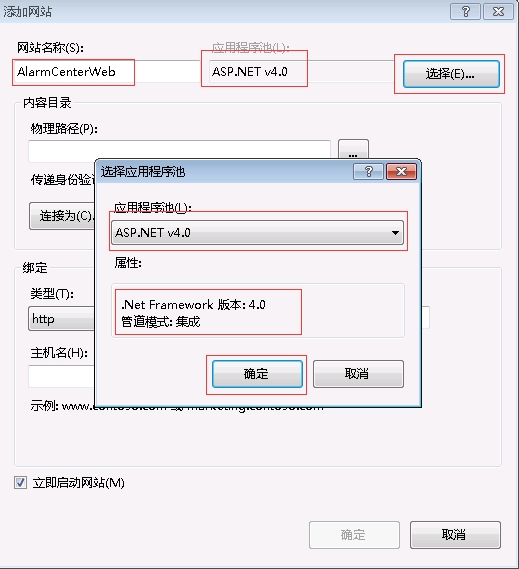 添加网站
网站名称(S):
应用程序池(L):
AlarmCenterWeb
ASP.NET v4.0
选择(E)...
内容目录
物理路径(P):
...
传递身份验
连接为(C).
选择应用程序池
应用程序池(L):
ASP.NET v4.0
属性:
.Net Framework 版本: 4.0
管道模式: 集成
确定
取消
绑定
类型(T):
http
主机名(H):
示例: www.contoso.com 或 marketing.contoso.com
立即启动网站(M)
确定
取消